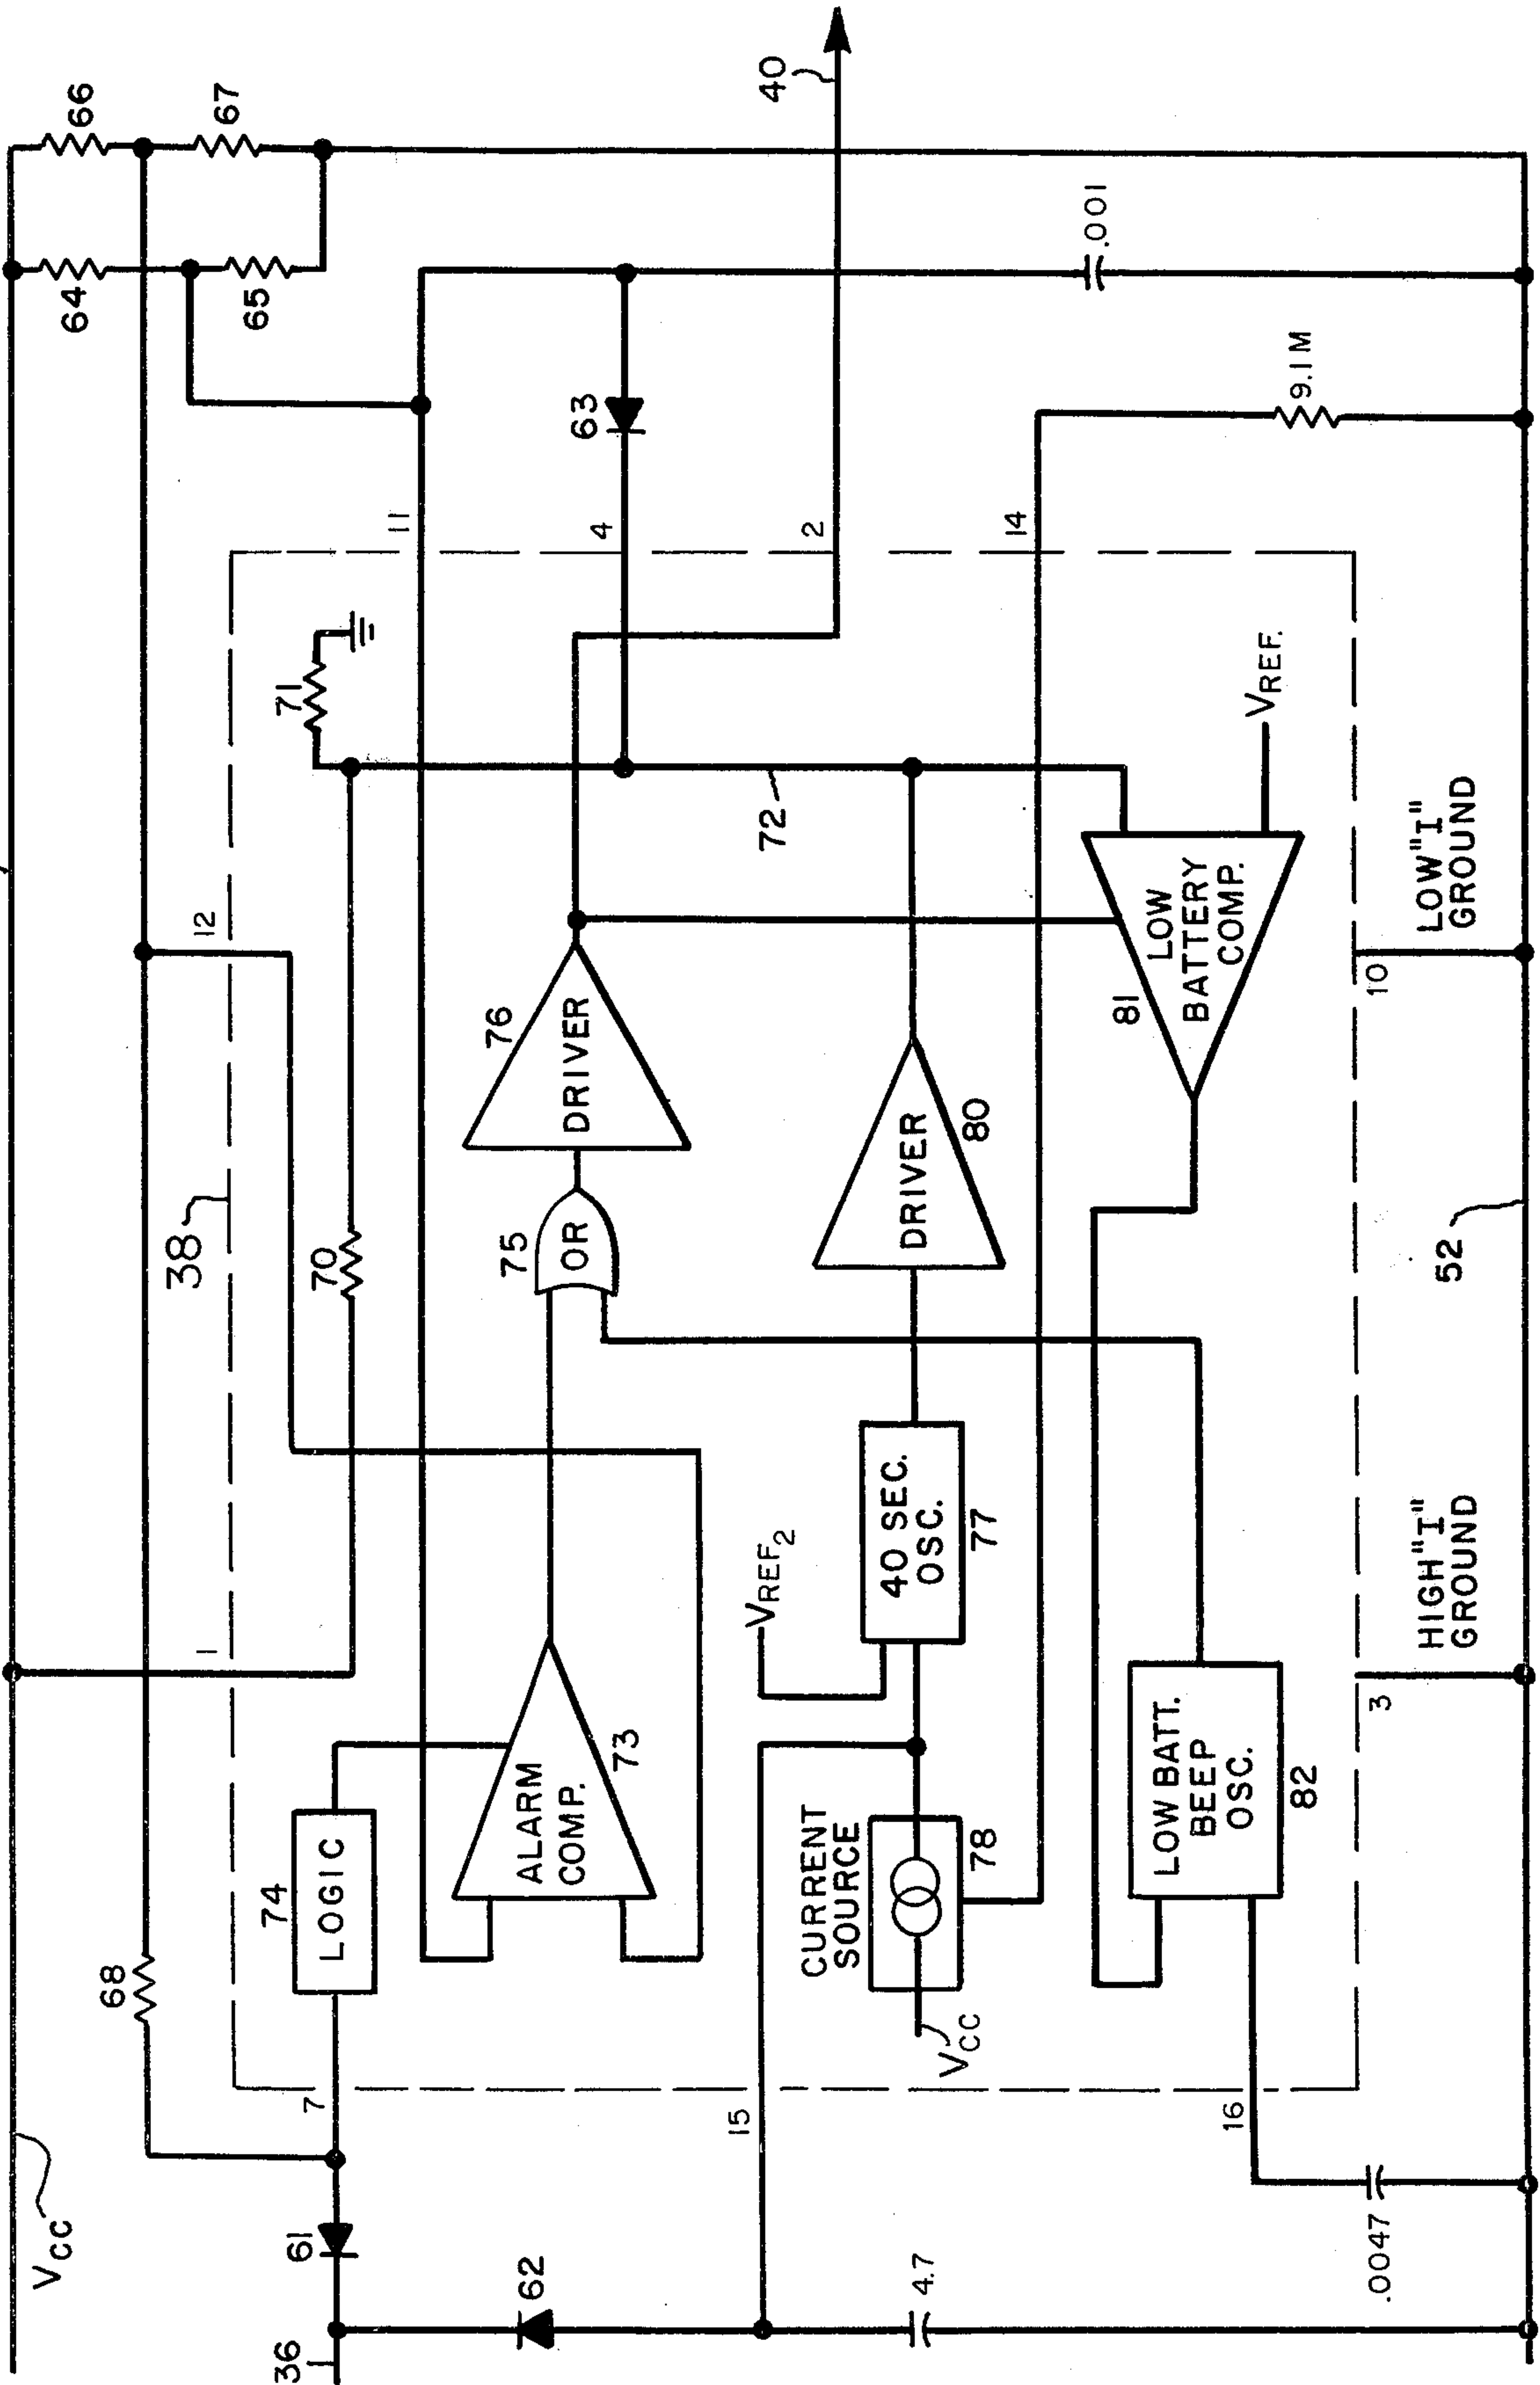 VCC
36
61
62
68
7
15
16
4.7
.0047
38
1
12
74
LOGIC
ALARM
COMP.
73
CURRENT
SOURCE
78
VCC
VREF2
40 SEC.
OSC.
77
LOW BATT.
BEEP
OSC.
82
70
75
OR
76
DRIVER
DRIVER
80
81
LOW
BATTERY
COMP.
VREF.
71
72
3
HIGH "I"
GROUND
10
LOW "I"
GROUND
52
11
4
2
14
63
64
65
66
67
40
9.1M
.001